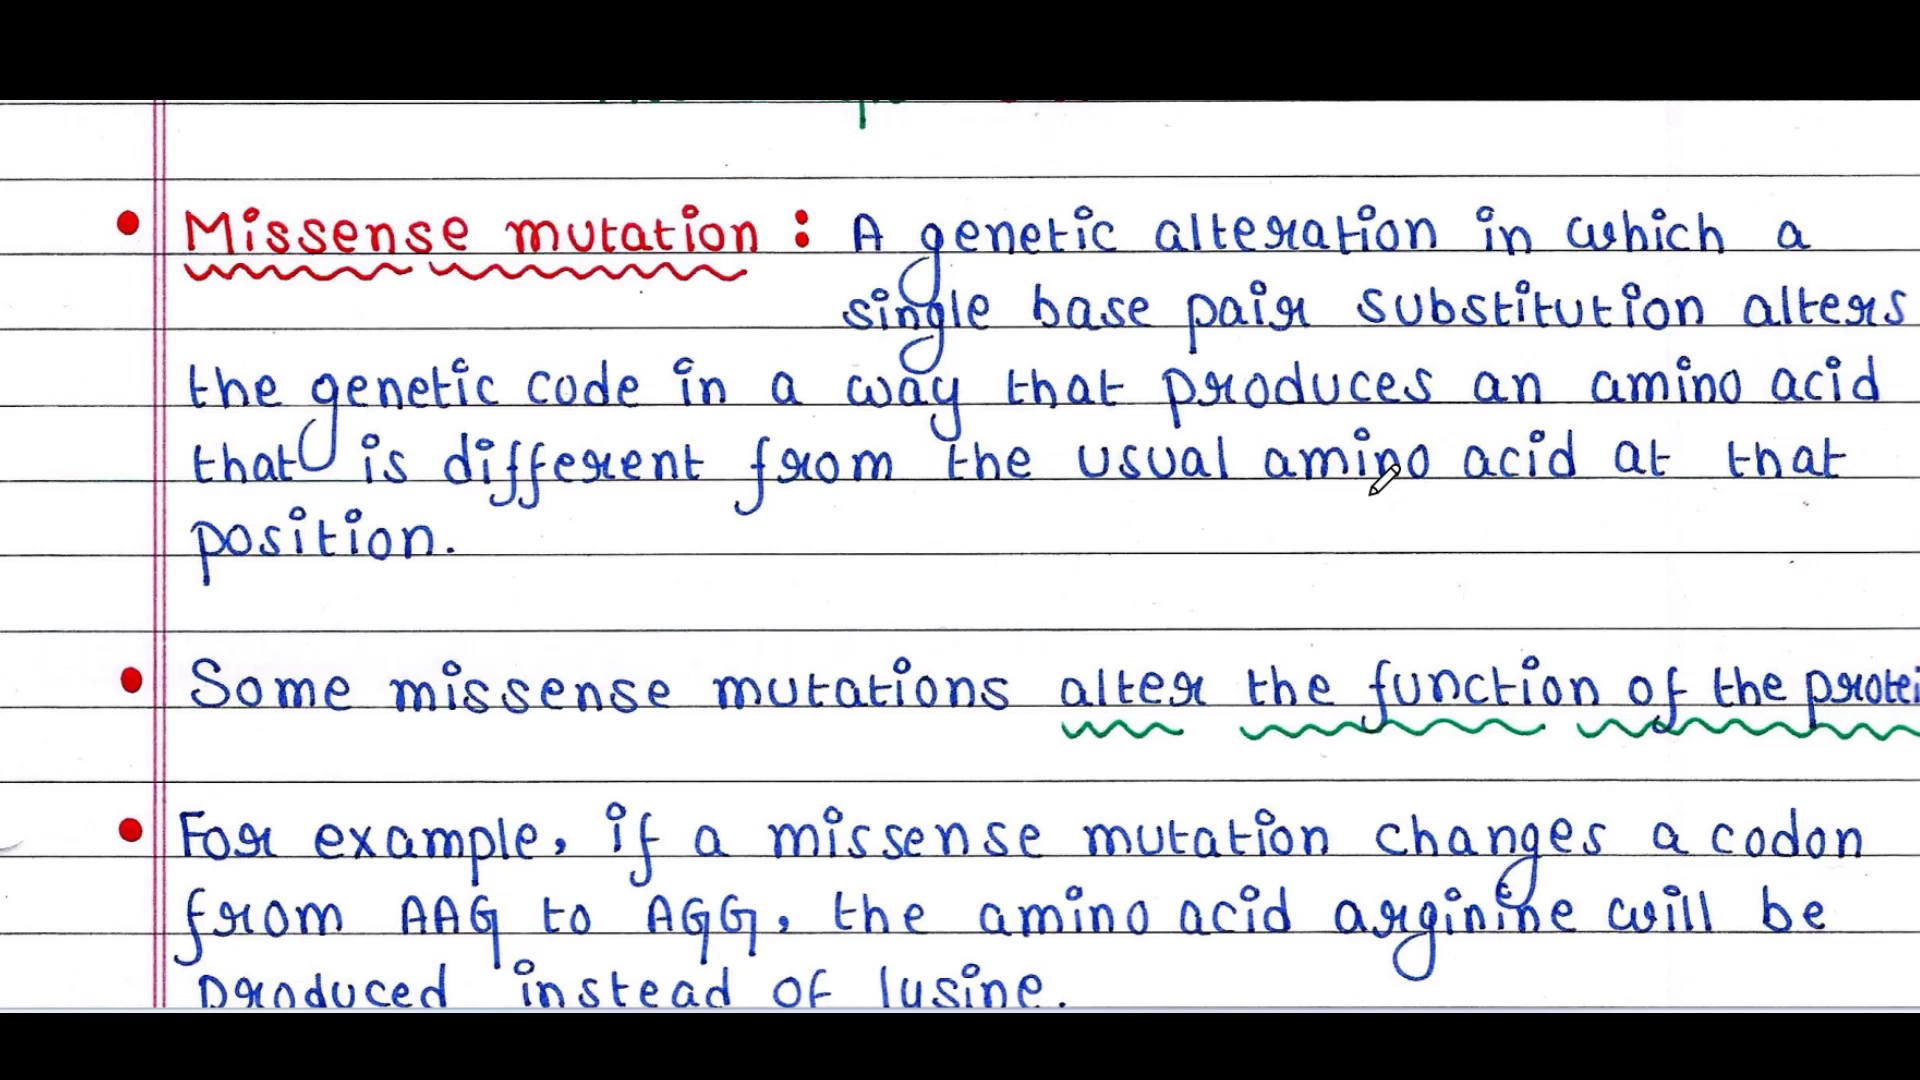 • Missense mutation : A genetic alteration in which a
single base pair substitution alters
the genetic code in a way that produces an amino acid
that is different from the usual amino acid at that
position.
• Some missense mutations alter the function of the protei
• For example, if a missense mutation changes a codon
from AAG to AGG, the amino acid arginine will be
produced instead of lysine.